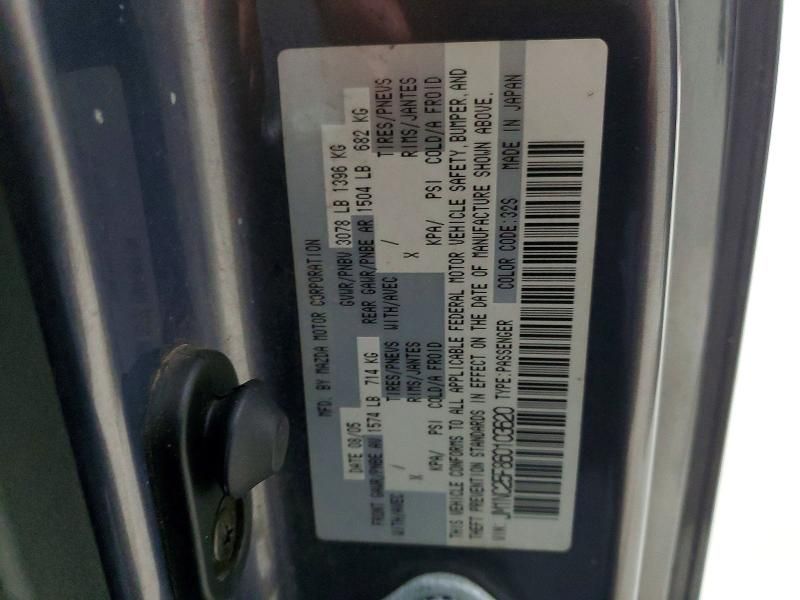 MFD. BY MAZDA MOTOR CORPORATION
DATE 08/05 GVWR/PNBV 3078 LB 1396 KG
FRONT GAWR/PNBE AV 1574 LB 714 KG REAR GAWR/PNBE AR 1504 LB 682 KG
WITH/AVEC / TIRES/PNEUS WITH/AVEC / TIRES/PNEUS
X RIMS/JANTES X RIMS/JANTES
KPA/ PSI COLD/A FROID KPA/ PSI COLD/A FROID
THIS VEHICLE CONFORMS TO ALL APPLICABLE FEDERAL MOTOR VEHICLE SAFETY, BUMPER, AND
THEFT PREVENTION STANDARDS IN EFFECT ON THE DATE OF MANUFACTURE SHOWN ABOVE.
VIN: JM1NC25F860103620 TYPE:PASSENGER COLOR CODE:32S MADE IN JAPAN